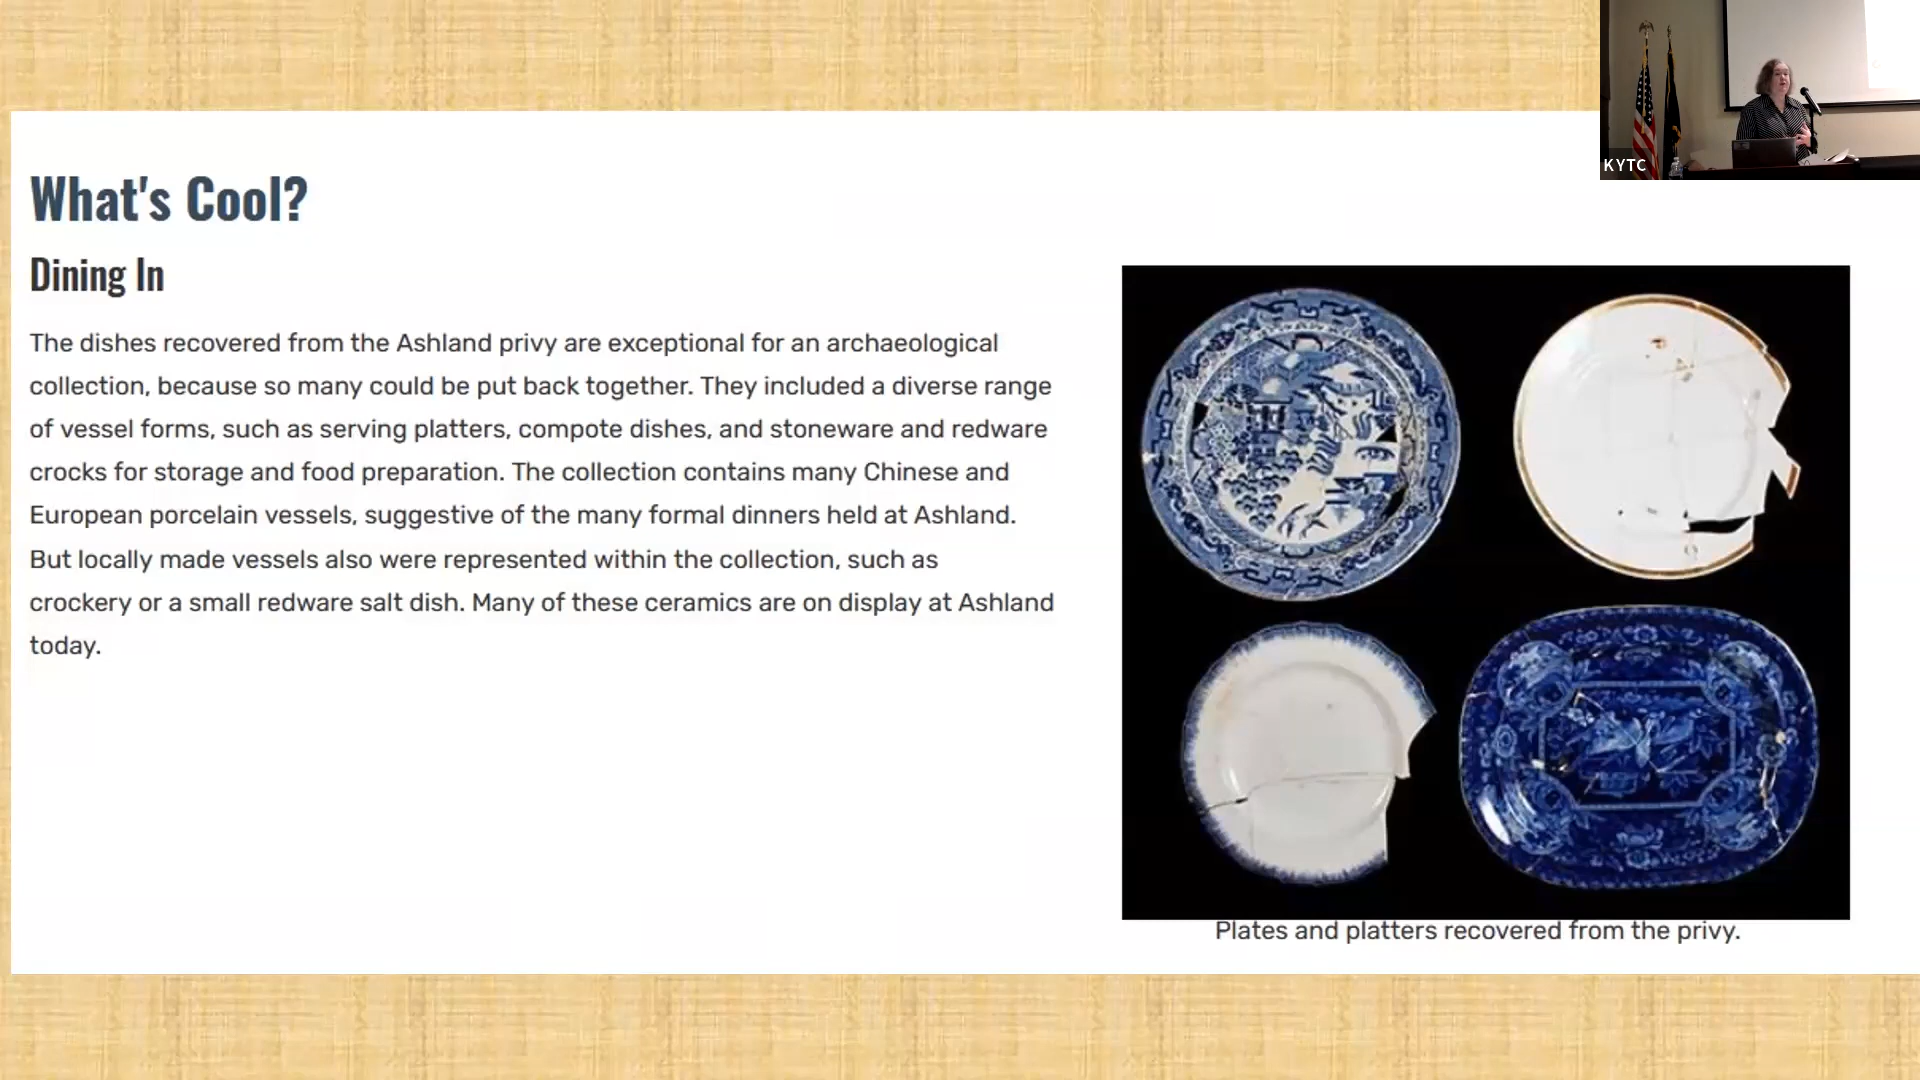 KYTC
What's Cool?
Dining In
The dishes recovered from the Ashland privy are exceptional for an archaeological
collection, because so many could be put back together. They included a diverse range
of vessel forms, such as serving platters, compote dishes, and stoneware and redware
crocks for storage and food preparation. The collection contains many Chinese and
European porcelain vessels, suggestive of the many formal dinners held at Ashland.
But locally made vessels also were represented within the collection, such as
crockery or a small redware salt dish. Many of these ceramics are on display at Ashland
today.
Plates and platters recovered from the privy.